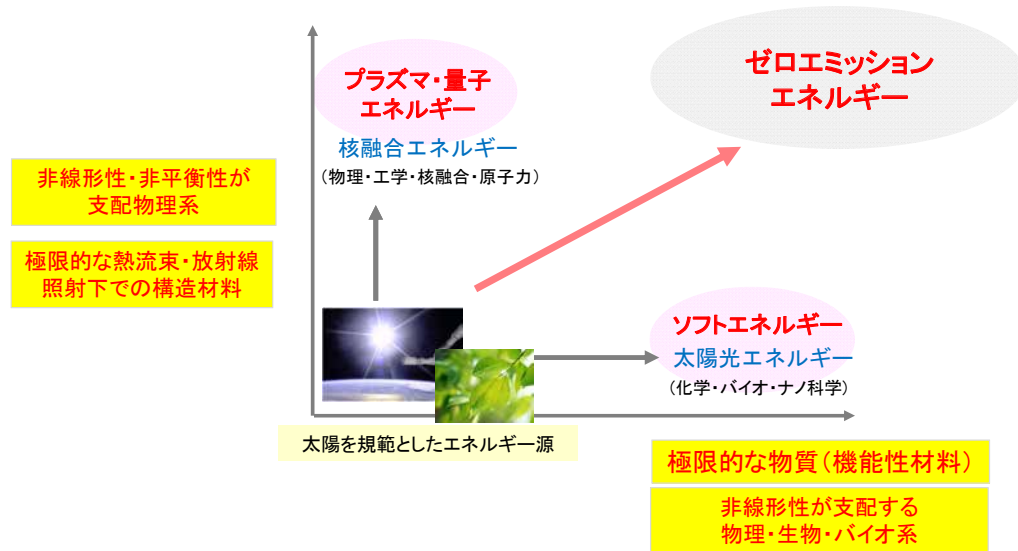 ゼロエミッション
エネルギー
プラズマ・量子
エネルギー
核融合エネルギー
（物理・工学・核融合・原子力）
非線形性・非平衡性が
支配物理系
極限的な熱流束・放射線
照射下での構造材料
ソフトエネルギー
太陽光エネルギー
（化学・バイオ・ナノ科学）
太陽を規範としたエネルギー源
極限的な物質（機能性材料）
非線形性が支配する
物理・生物・バイオ系